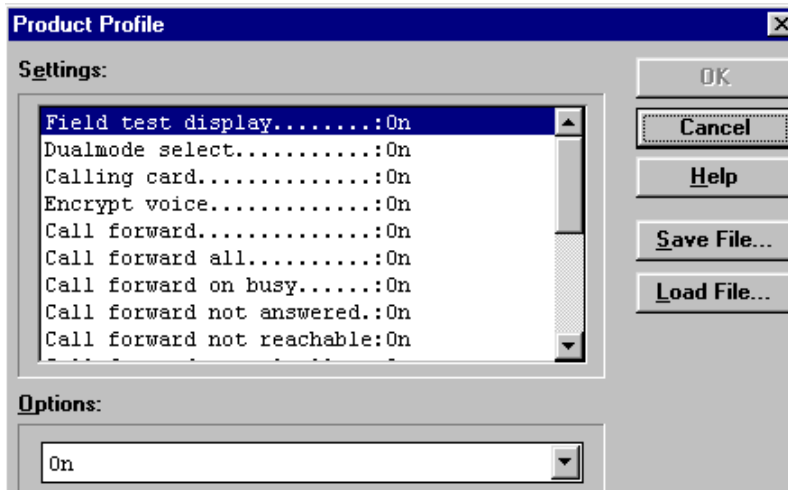 Product Profile
Settings:
Field test display........:On
Dualmode select...........:On
Calling card..............:On
Encrypt voice.............:On
Call forward..............:On
Call forward all..........:On
Call forward on busy......:On
Call forward not answered.:On
Call forward not reachable:On
OK
Cancel
Help
Save File...
Load File...
Options:
On